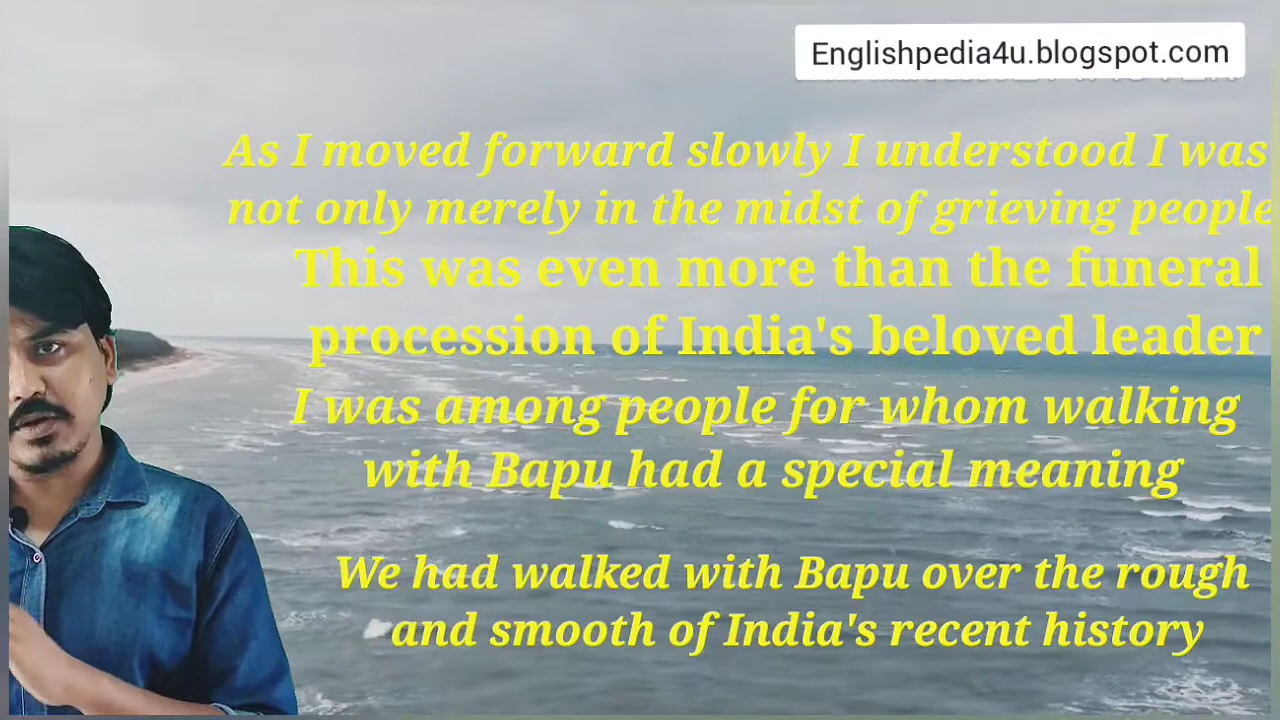 Englishpedia4u.blogspot.com
As I moved forward slowly I understood I was
not only merely in the midst of grieving people
This was even more than the funeral
procession of India's beloved leader
I was among people for whom walking
with Bapu had a special meaning
We had walked with Bapu over the rough
and smooth of India's recent history